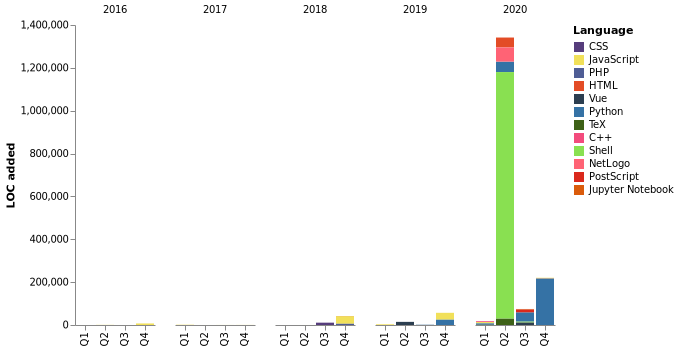 2016 2017 2018 2019 2020
1,400,000
1,200,000
1,000,000
800,000
600,000
400,000
200,000
0
LOC added
Q1 Q2 Q3 Q4 Q1 Q2 Q3 Q4 Q1 Q2 Q3 Q4 Q1 Q2 Q3 Q4 Q1 Q2 Q3 Q4
Language
CSS
JavaScript
PHP
HTML
Vue
Python
TeX
C++
Shell
NetLogo
PostScript
Jupyter Notebook